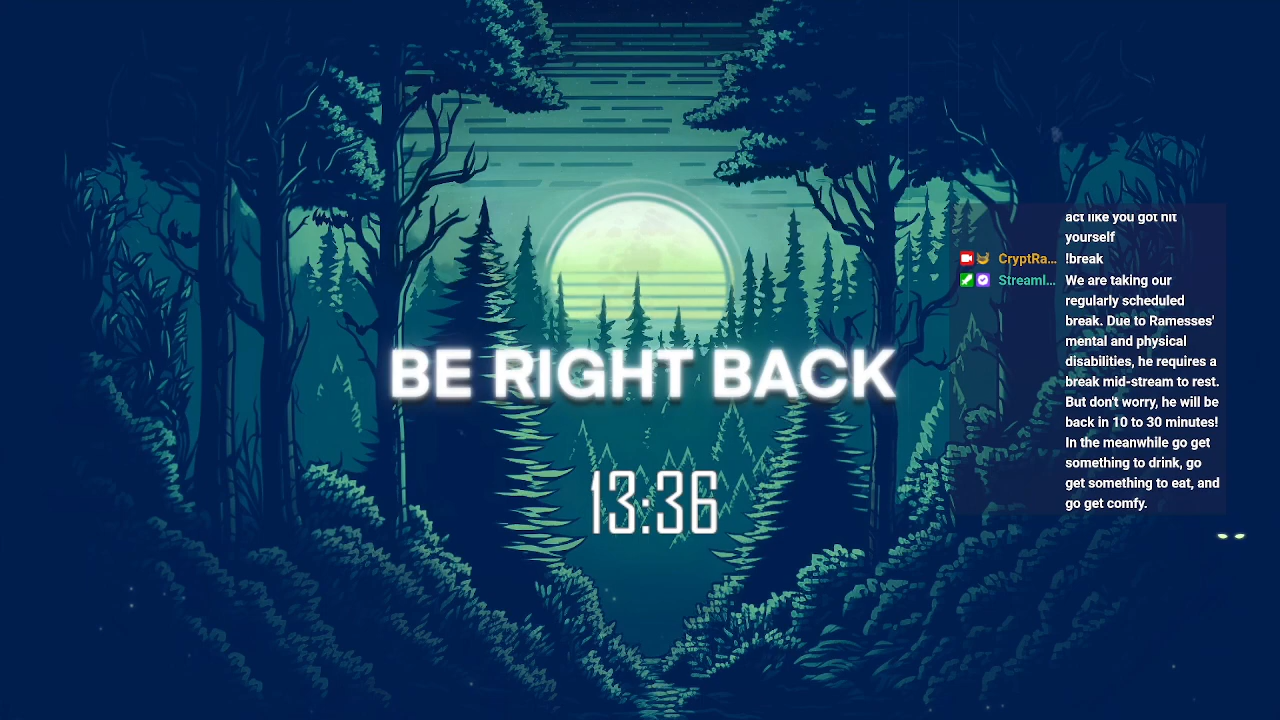 act like you got hit
yourself
CryptRa... !break
Streaml... We are taking our
regularly scheduled
break. Due to Ramesses'
mental and physical
disabilities, he requires a
break mid-stream to rest.
But don't worry, he will be
back in 10 to 30 minutes!
In the meanwhile go get
something to drink, go
get something to eat, and
go get comfy.
BE RIGHT BACK
13:36